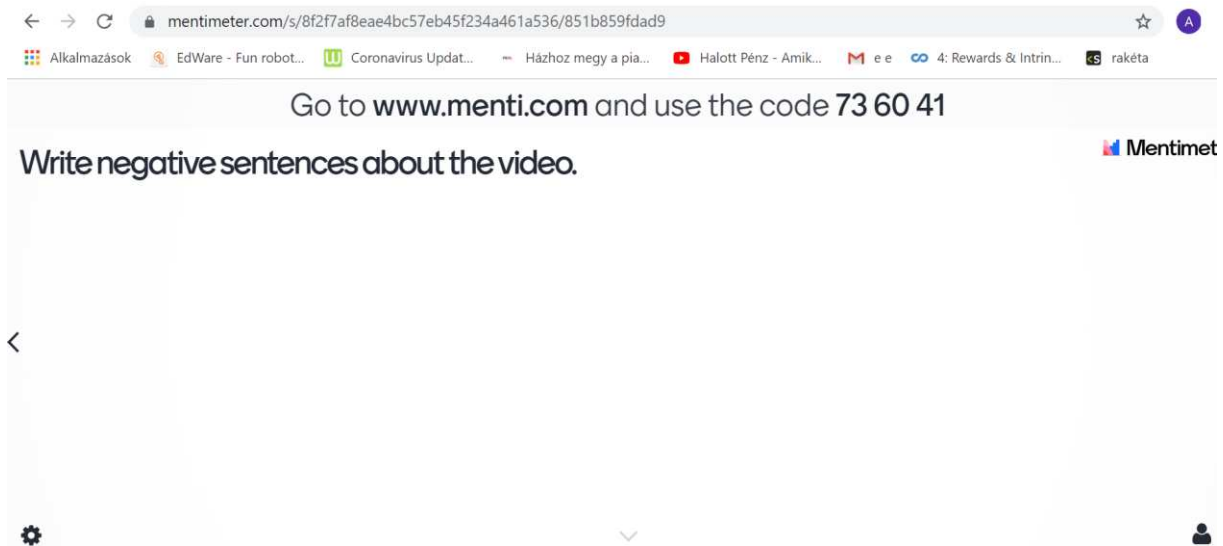 mentimeter.com/s/8f2f7af8eae4bc57eb45f234a461a536/851b859fdad9
A
Alkalmazások EdWare - Fun robot... Coronavirus Updat... Házhoz megy a pia... Halott Pénz - Amik... e e 4: Rewards & Intrin... rakéta
Go to www.menti.com and use the code 73 60 41
Mentimet
Write negative sentences about the video.